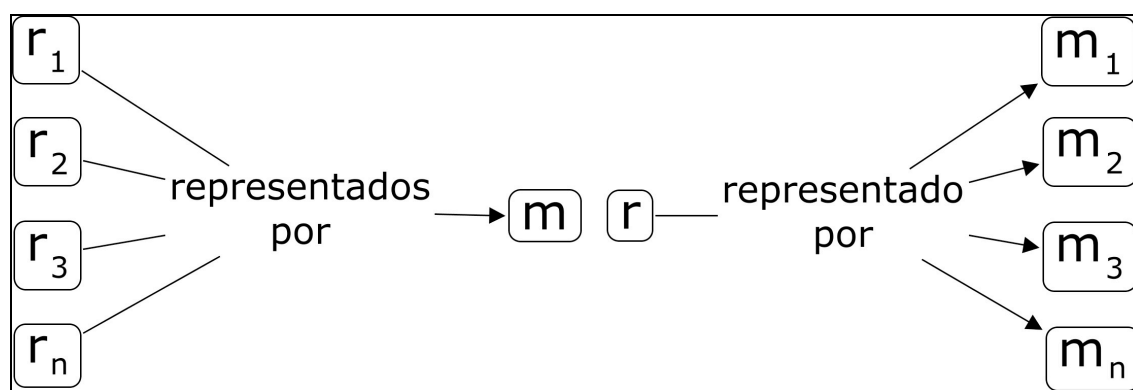 r1
r2
r3
rn
representados
por
m
r
representado
por
m1
m2
m3
mn